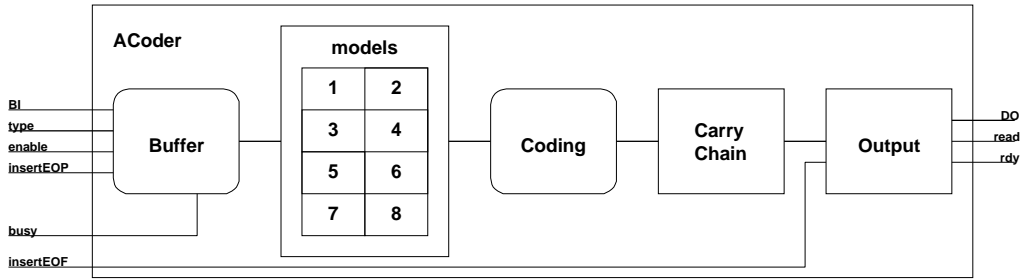 ACoder
models
1 2
3 4
5 6
7 8
BI
type
enable
insertEOP
busy
insertEOF
Buffer
Coding
Carry
Chain
Output
DO
read
rdy